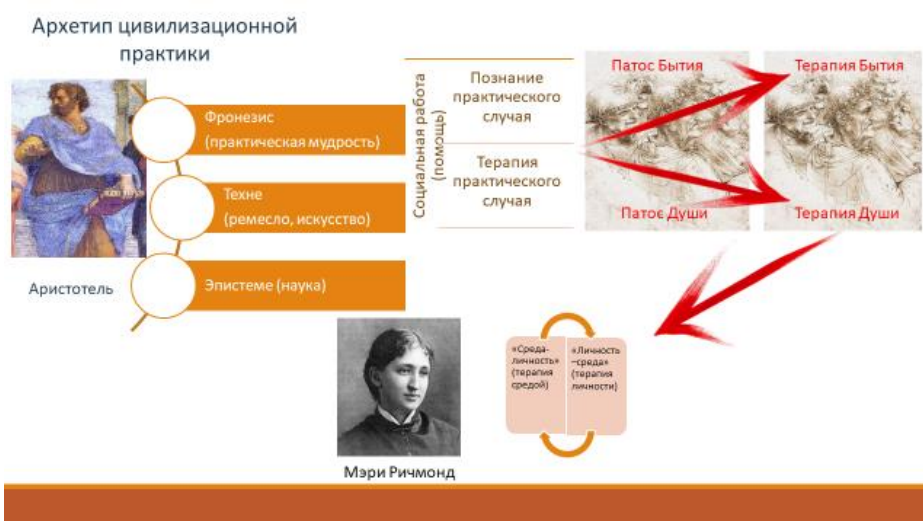 Архетип цивилизационной
практики
Фронезис
(практическая мудрость)
Техне
(ремесло, искусство)
Эпистеме (наука)
Аристотель
Социальная работа
(помощь)
Познание
практического
случая
Терапия
практического
случая
Патос Бытия
Терапия Бытия
Патос Души
Терапия Души
Мэри Ричмонд
«Среда-
личность»
(терапия
средой)
«Личность
–среда»
(терапия
личности)